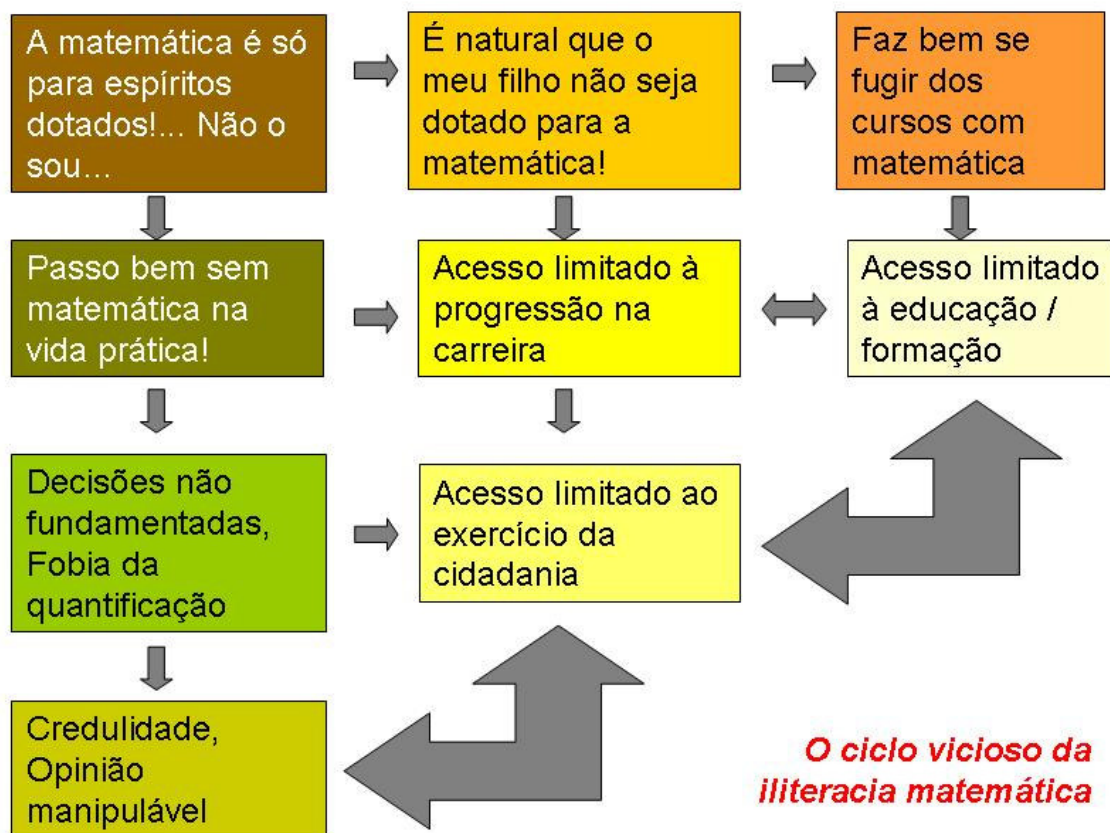 A matemática é só
para espíritos
dotados!... Não o
sou...
É natural que o
meu filho não seja
dotado para a
matemática!
Faz bem se
fugir dos
cursos com
matemática
Passo bem sem
matemática na
vida prática!
Acesso limitado à
progressão na
carreira
Acesso limitado
à educação /
formação
Decisões não
fundamentadas,
Fobia da
quantificação
Acesso limitado ao
exercício da
cidadania
Credulidade,
Opinião
manipulável
O ciclo vicioso da
iliteracia matemática